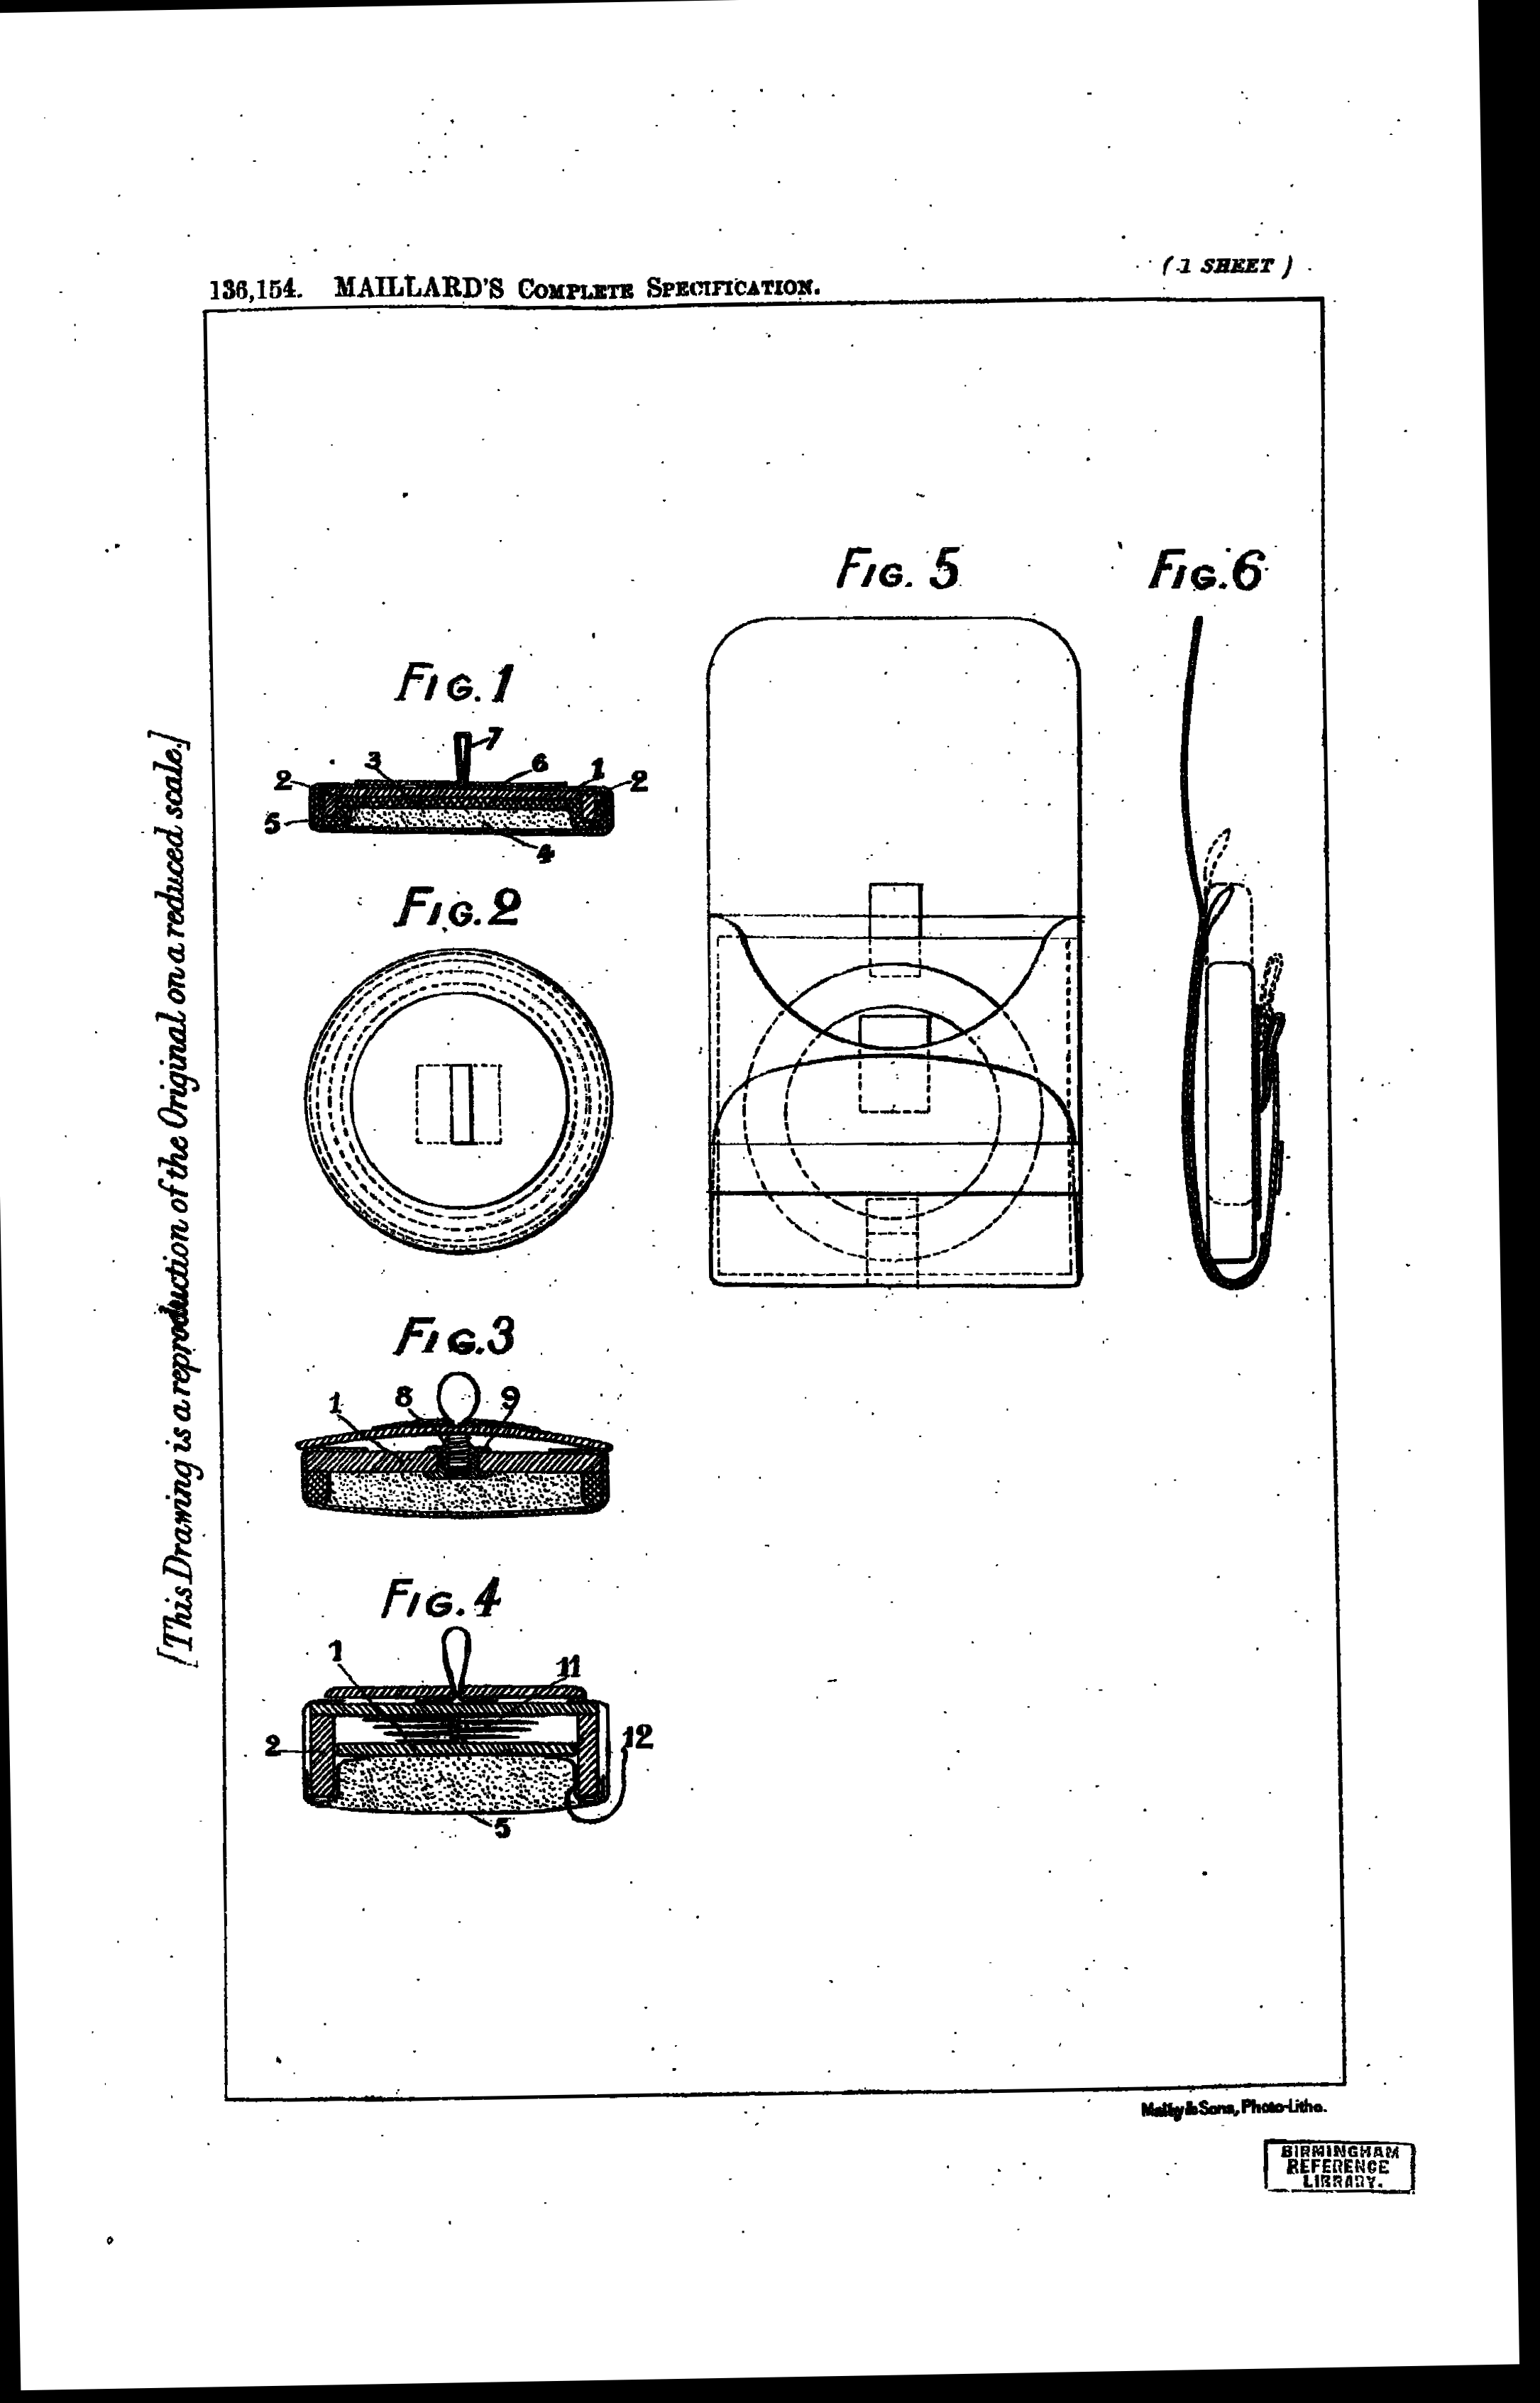 136,154. MAILLARD'S COMPLETE SPECIFICATION.
(1 SHEET)
[This Drawing is a reproduction of the Original on a reduced scale.]
FIG. 1
7
3
6
1
2
2
5
4
FIG. 2
FIG. 3
1
8
9
FIG. 4
1
11
2
12
5
FIG. 5
FIG. 6
Malby & Sons, Photo-Litho.
BIRMINGHAM
REFERENCE
LIBRARY.